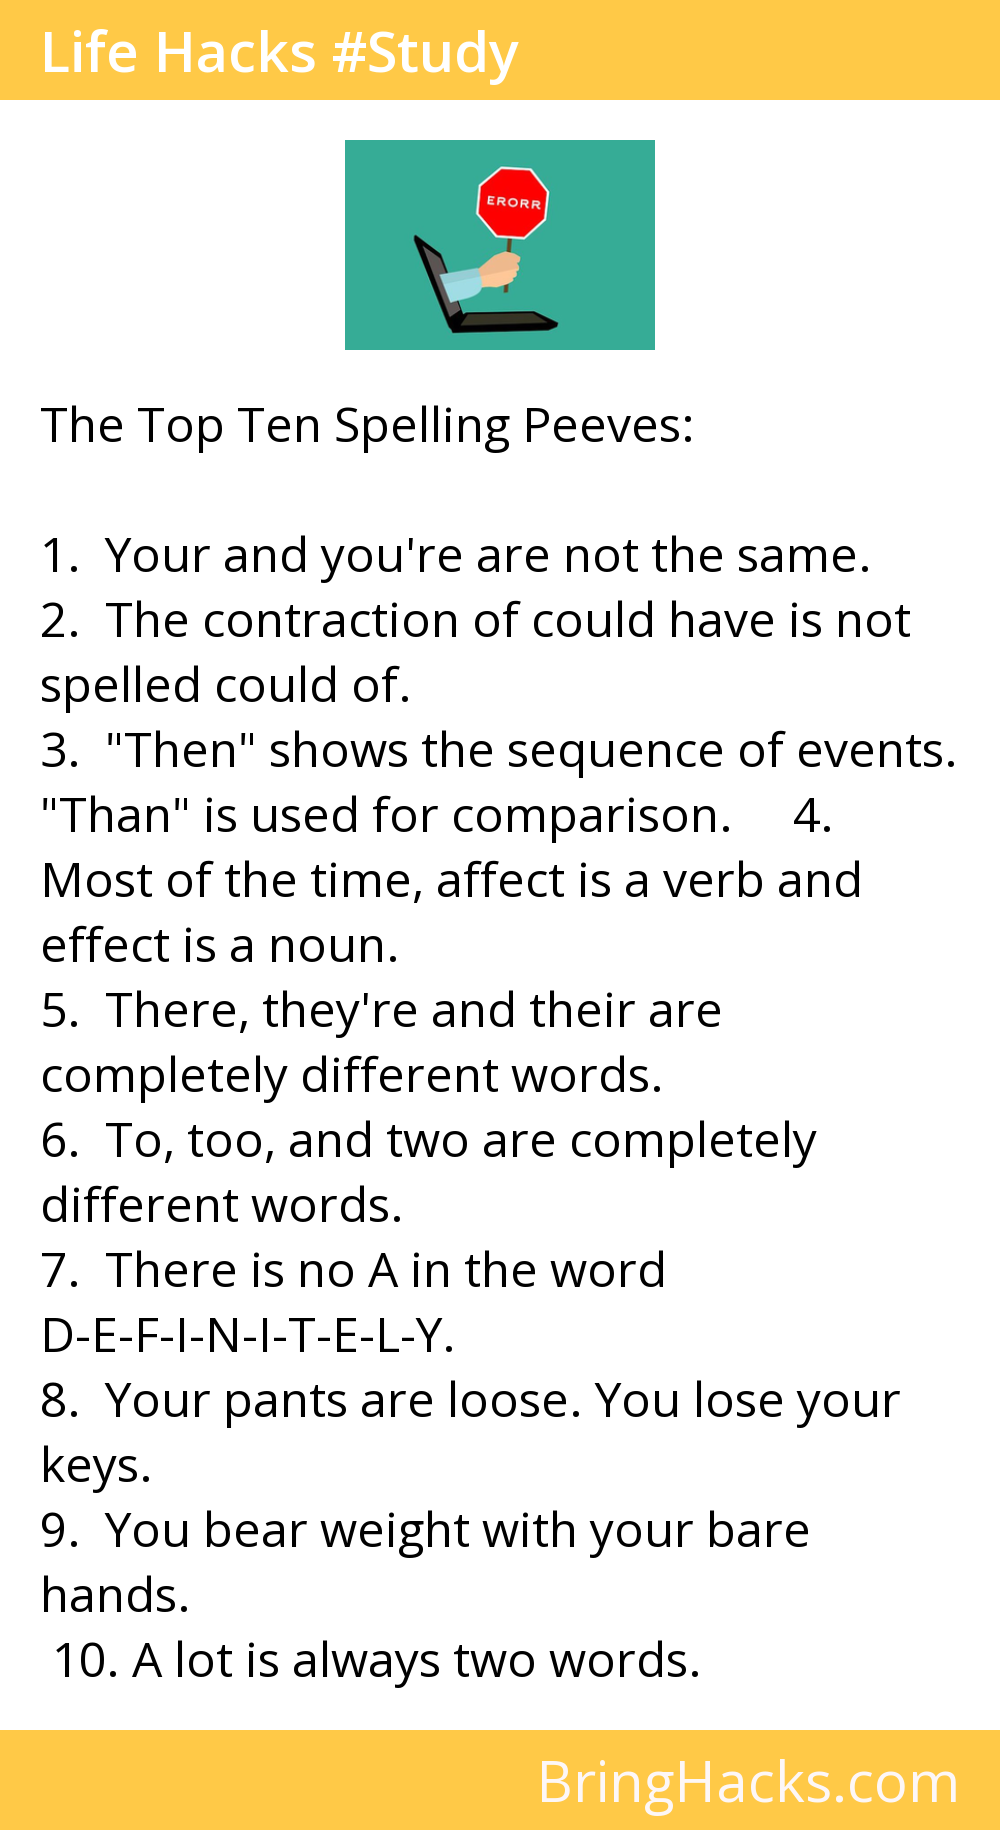 Life Hacks #Study
ERORR
The Top Ten Spelling Peeves:
1. Your and you're are not the same.
2. The contraction of could have is not
spelled could of.
3. "Then" shows the sequence of events.
"Than" is used for comparison. 4.
Most of the time, affect is a verb and
effect is a noun.
5. There, they're and their are
completely different words.
6. To, too, and two are completely
different words.
7. There is no A in the word
D-E-F-I-N-I-T-E-L-Y.
8. Your pants are loose. You lose your
keys.
9. You bear weight with your bare
hands.
10. A lot is always two words.
BringHacks.com